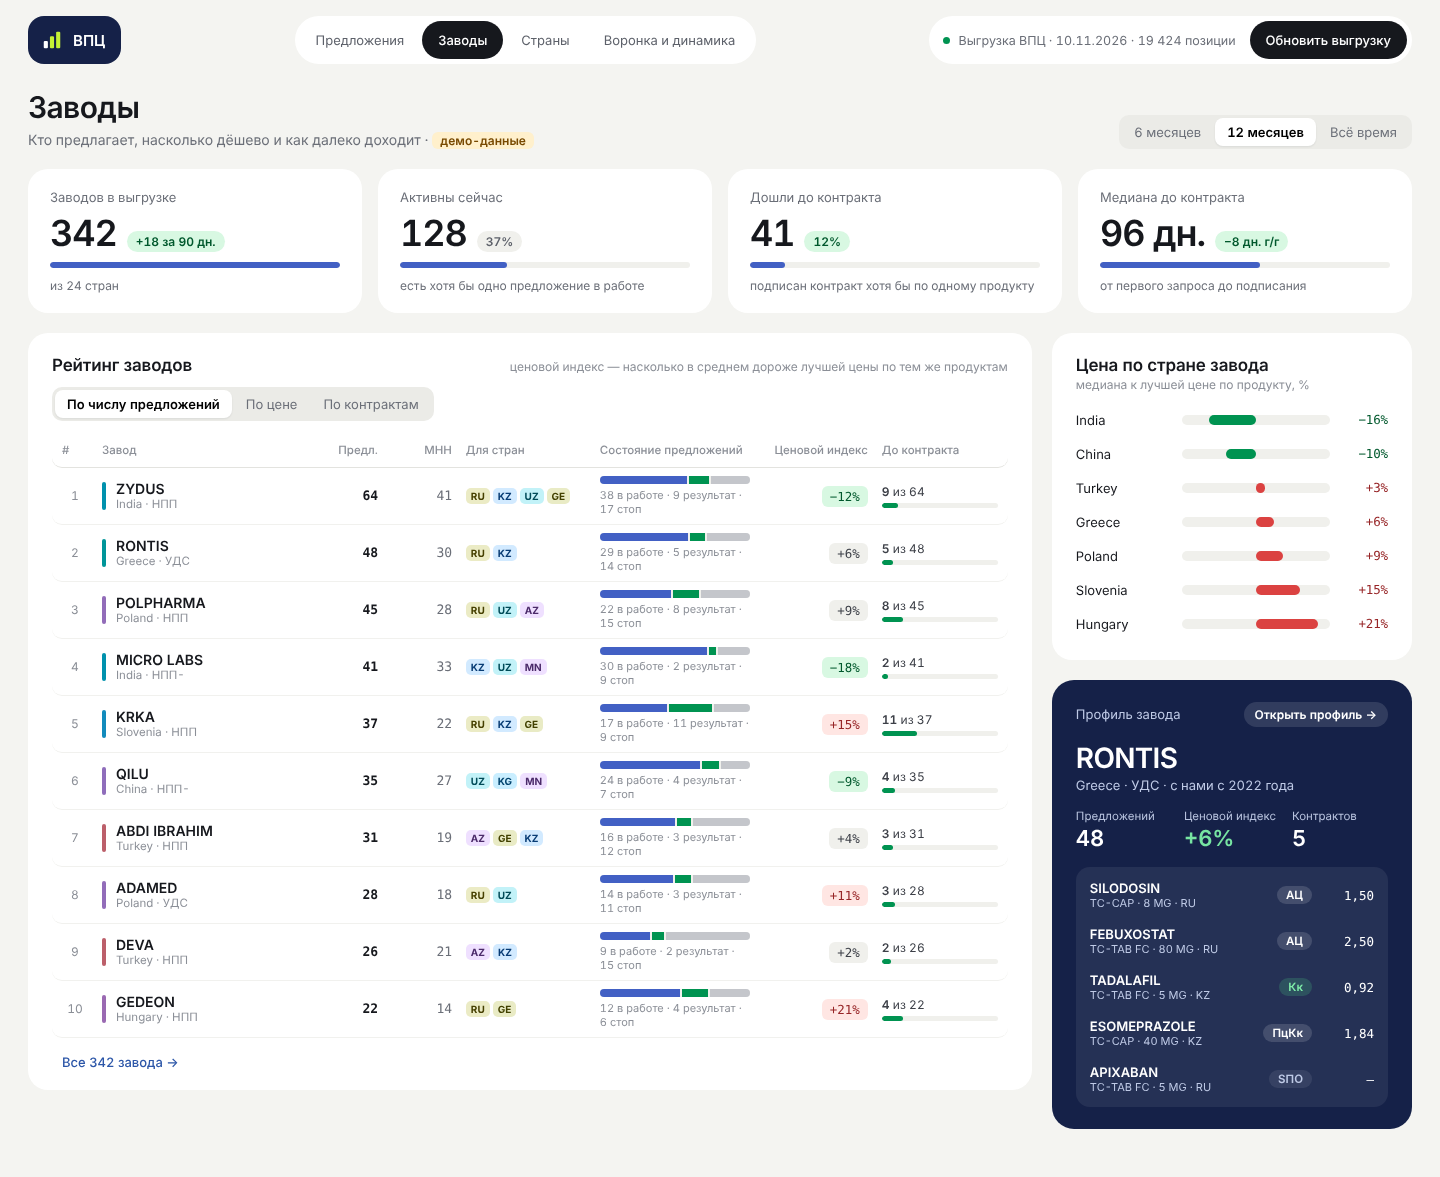 ВПЦ
Предложения
Заводы
Страны
Воронка и динамика
Выгрузка ВПЦ · 10.11.2026 · 19 424 позиции
Обновить выгрузку
Заводы
Кто предлагает, насколько дёшево и как далеко доходит · демо-данные
6 месяцев
12 месяцев
Всё время
Заводов в выгрузке
342 +18 за 90 дн.
из 24 стран
Активны сейчас
128 37%
есть хотя бы одно предложение в работе
Дошли до контракта
41 12%
подписан контракт хотя бы по одному продукту
Медиана до контракта
96 дн. −8 дн. г/г
от первого запроса до подписания
Рейтинг заводов
ценовой индекс — насколько в среднем дороже лучшей цены по тем же продуктам
По числу предложений
По цене
По контрактам
# Завод Предл. МНН Для стран Состояние предложений Ценовой индекс До контракта
1 ZYDUS 64 41 RU KZ UZ GE −12% 9 из 64
India · НПП
38 в работе · 9 результат ·
17 стоп
2 RONTIS 48 30 RU KZ +6% 5 из 48
Greece · УДС
29 в работе · 5 результат ·
14 стоп
3 POLPHARMA 45 28 RU UZ AZ +9% 8 из 45
Poland · НПП
22 в работе · 8 результат ·
15 стоп
4 MICRO LABS 41 33 KZ UZ MN −18% 2 из 41
India · НПП-
30 в работе · 2 результат ·
9 стоп
5 KRKA 37 22 RU KZ GE +15% 11 из 37
Slovenia · НПП
17 в работе · 11 результат ·
9 стоп
6 QILU 35 27 UZ KG MN −9% 4 из 35
China · НПП-
24 в работе · 4 результат ·
7 стоп
7 ABDI IBRAHIM 31 19 AZ GE KZ +4% 3 из 31
Turkey · НПП
16 в работе · 3 результат ·
12 стоп
8 ADAMED 28 18 RU UZ +11% 3 из 28
Poland · УДС
14 в работе · 3 результат ·
11 стоп
9 DEVA 26 21 AZ KZ +2% 2 из 26
Turkey · НПП
9 в работе · 2 результат ·
15 стоп
10 GEDEON 22 14 RU GE +21% 4 из 22
Hungary · НПП
12 в работе · 4 результат ·
6 стоп
Все 342 завода →
Цена по стране завода
медиана к лучшей цене по продукту, %
India −16%
China −10%
Turkey +3%
Greece +6%
Poland +9%
Slovenia +15%
Hungary +21%
Профиль завода
Открыть профиль →
RONTIS
Greece · УДС · с нами с 2022 года
Предложений Ценовой индекс Контрактов
48 +6% 5
SILODOSIN АЦ 1,50
TC-CAP · 8 MG · RU
FEBUXOSTAT АЦ 2,50
TC-TAB FC · 80 MG · RU
TADALAFIL Кк 0,92
TC-TAB FC · 5 MG · KZ
ESOMEPRAZOLE ПцКк 1,84
TC-CAP · 40 MG · KZ
APIXABAN SПО —
TC-TAB FC · 5 MG · RU